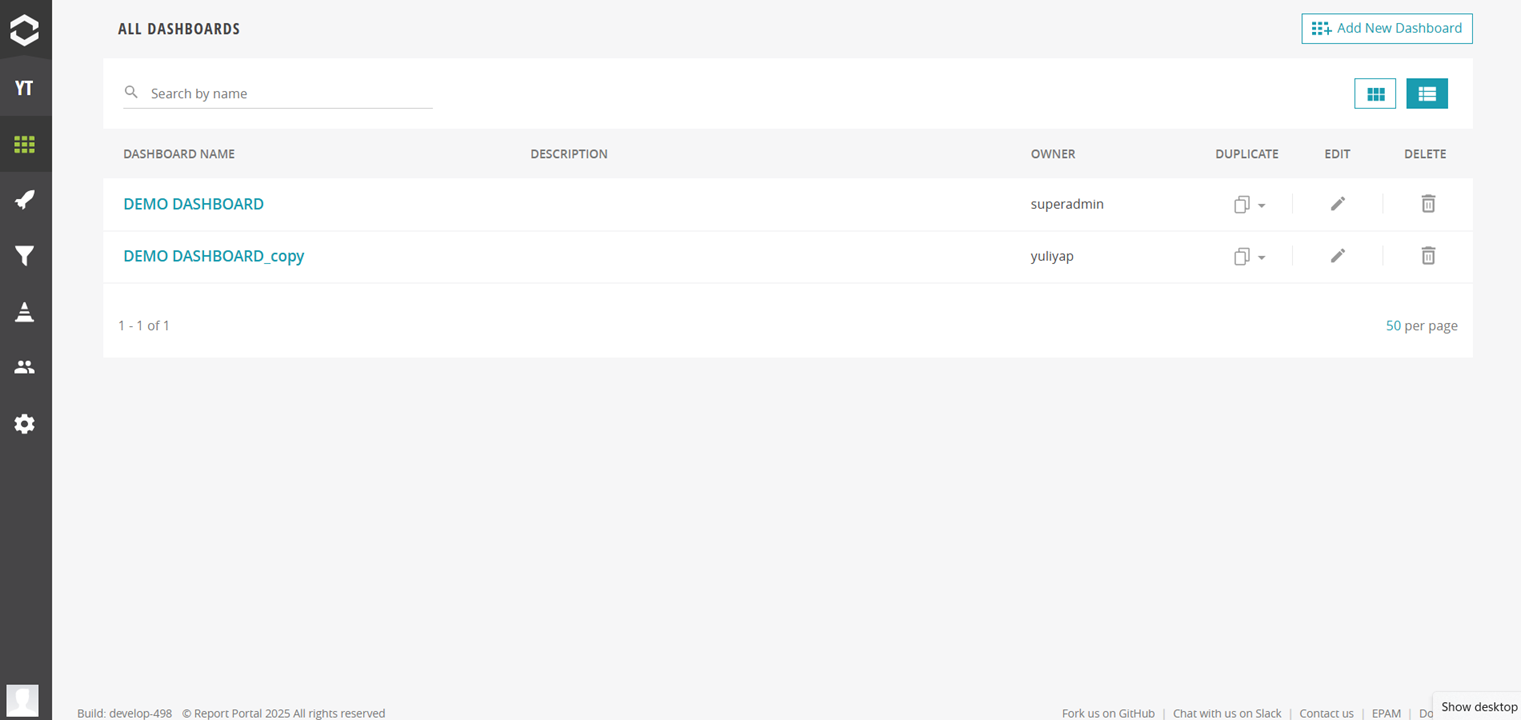 ALL DASHBOARDS
Add New Dashboard
YT
Search by name
DASHBOARD NAME DESCRIPTION OWNER DUPLICATE EDIT DELETE
DEMO DASHBOARD superadmin
DEMO DASHBOARD_copy yuliyap
1 - 1 of 1 50 per page
Build: develop-498 © Report Portal 2025 All rights reserved Fork us on GitHub | Chat with us on Slack | Contact us | EPAM |
Show desktop